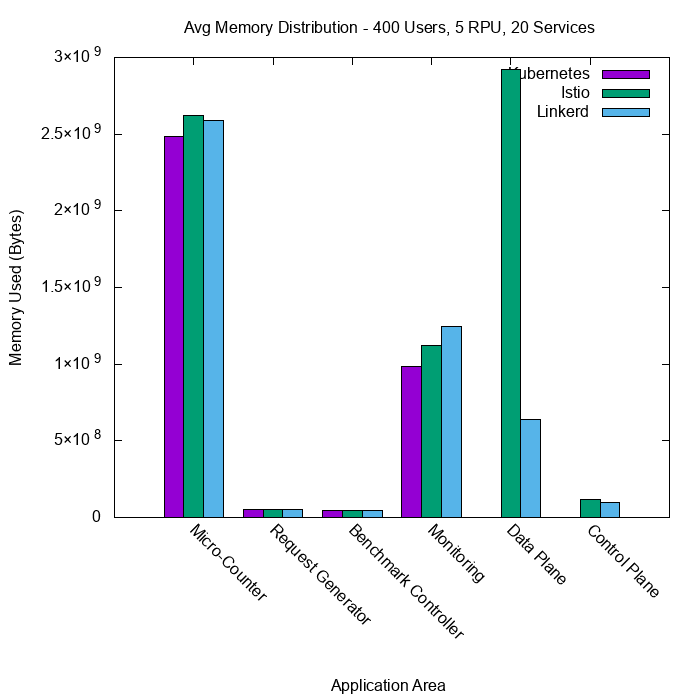 Avg Memory Distribution - 400 Users, 5 RPU, 20 Services
3×10⁹
2.5×10⁹
2×10⁹
1.5×10⁹
1×10⁹
5×10⁸
0
Memory Used (Bytes)
Kubernetes
Istio
Linkerd
Micro-Counter
Request Generator
Benchmark Controller
Monitoring
Data Plane
Control Plane
Application Area